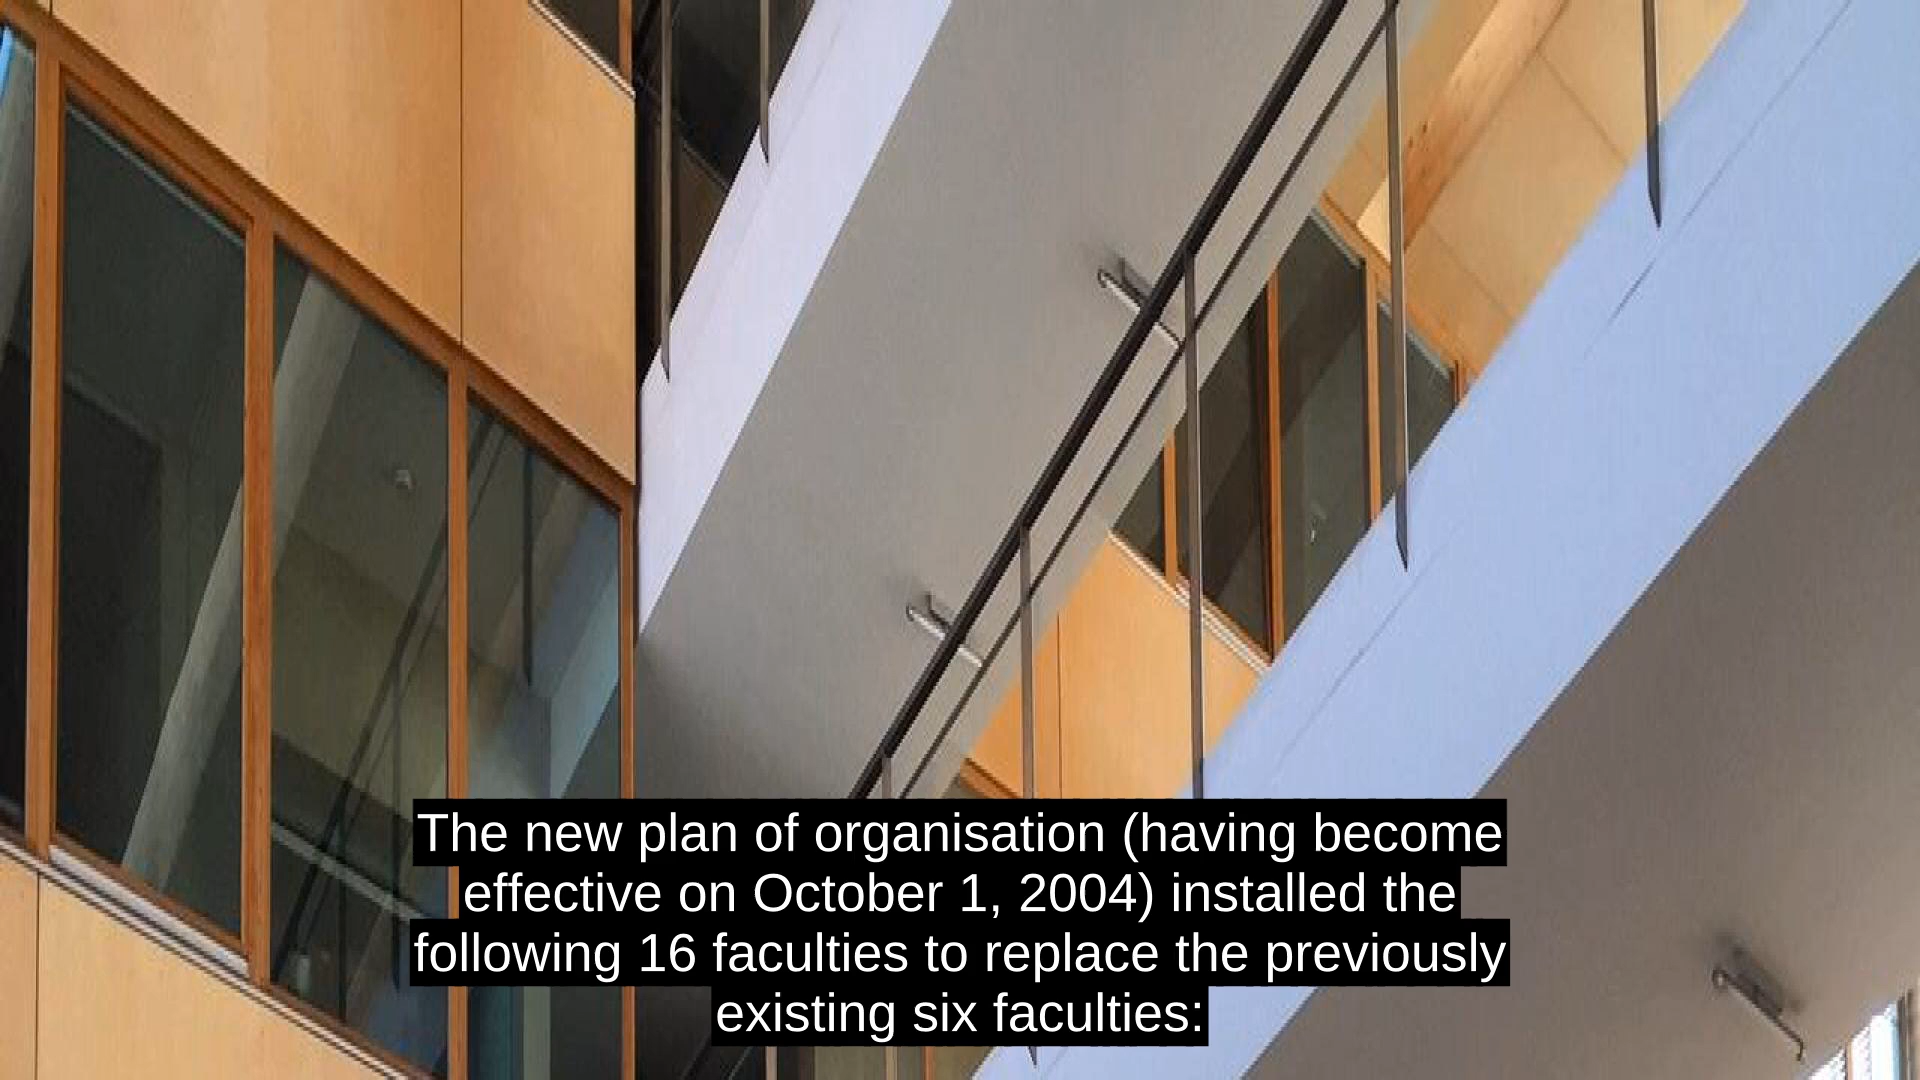 The new plan of organisation (having become
effective on October 1, 2004) installed the
following 16 faculties to replace the previously
existing six faculties: